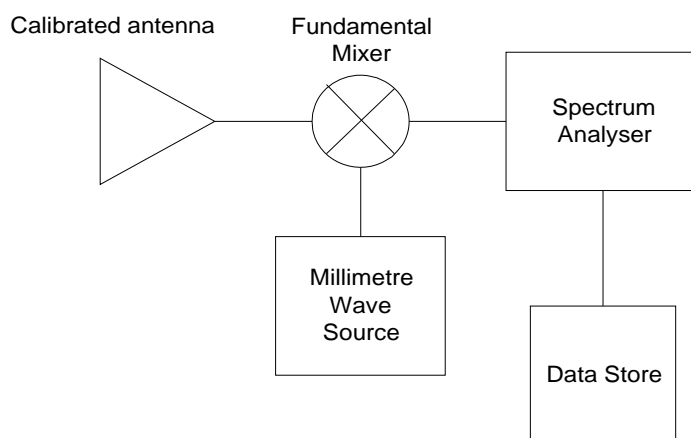 Calibrated antenna
Fundamental
Mixer
Spectrum
Analyser
Millimetre
Wave
Source
Data Store